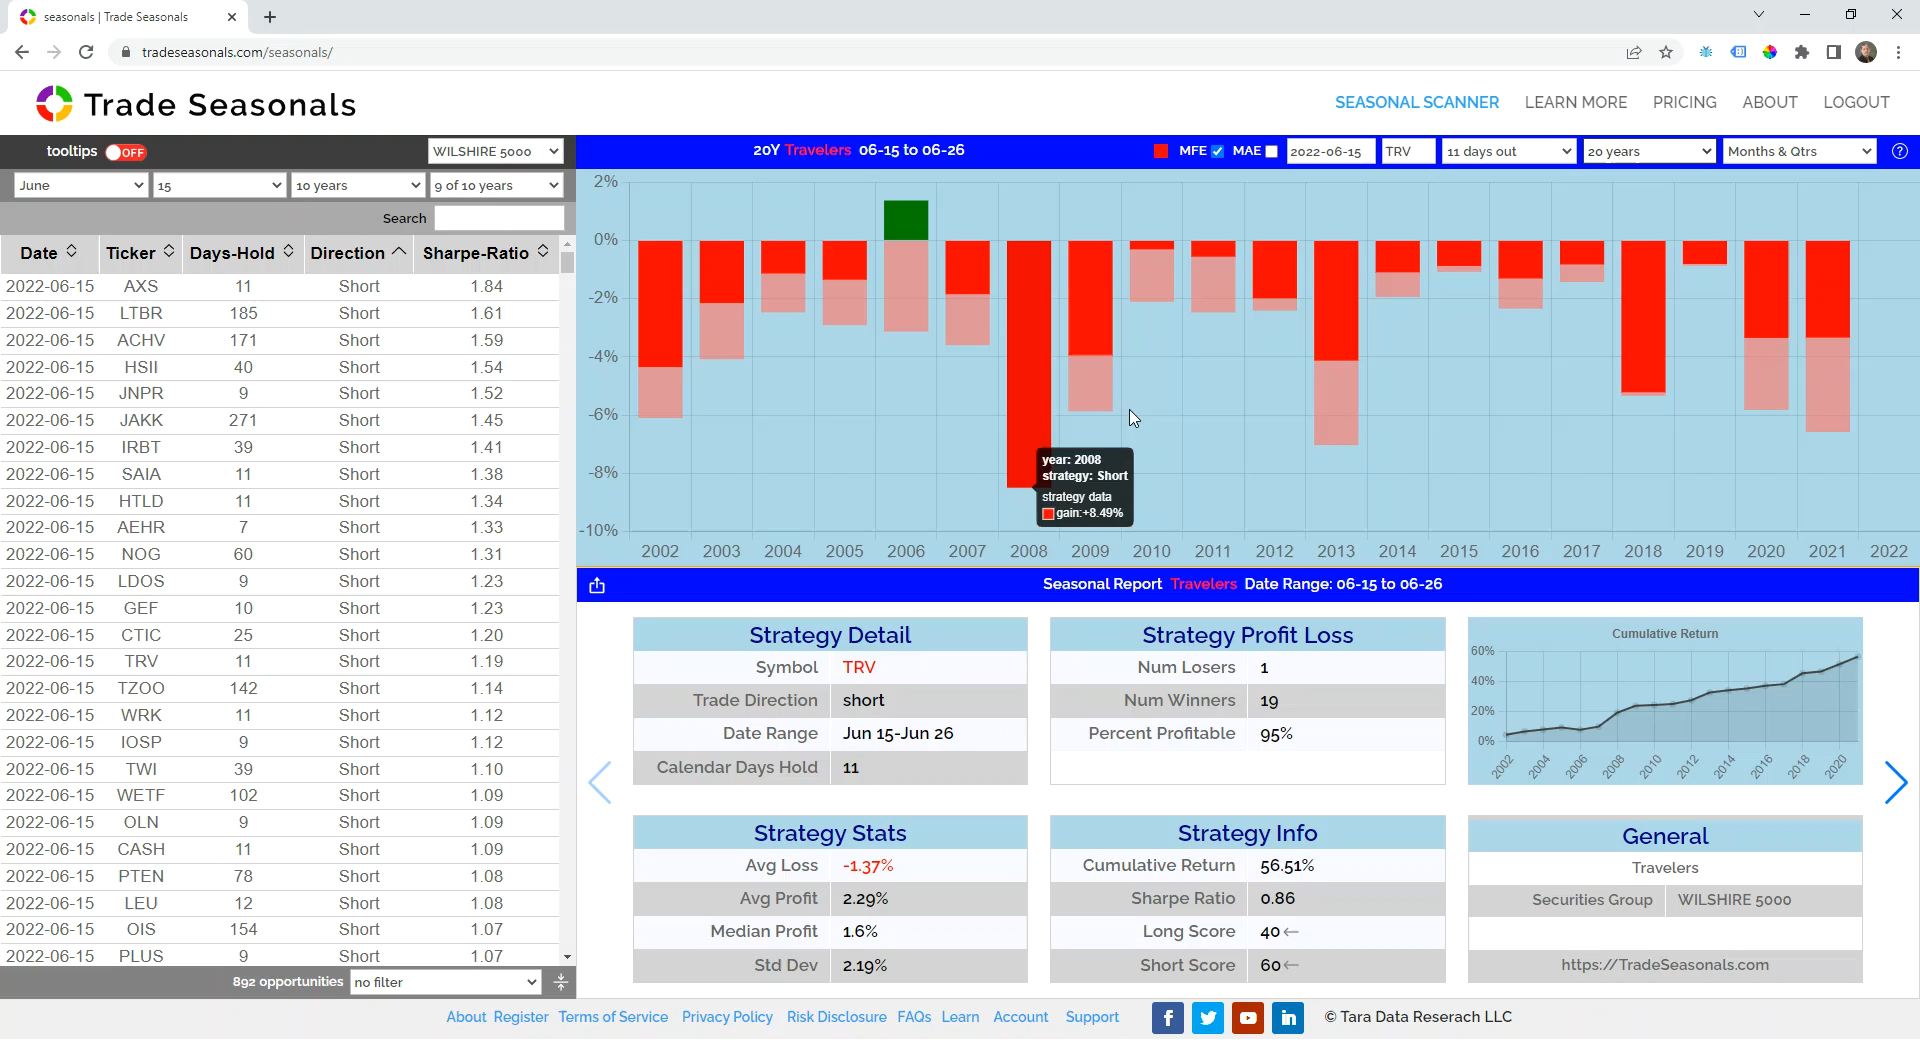 seasonals | Trade Seasonals
tradeseasonals.com/seasonals/
Trade Seasonals
SEASONAL SCANNER LEARN MORE PRICING ABOUT LOGOUT
tooltips OFF WILSHIRE 5000
June 15 10 years 9 of 10 years
Search
Date Ticker Days-Hold Direction Sharpe-Ratio
2022-06-15 AXS 11 Short 1.84
2022-06-15 LTBR 185 Short 1.61
2022-06-15 ACHV 171 Short 1.59
2022-06-15 HSII 40 Short 1.54
2022-06-15 JNPR 9 Short 1.52
2022-06-15 JAKK 271 Short 1.45
2022-06-15 IRBT 39 Short 1.41
2022-06-15 SAIA 11 Short 1.38
2022-06-15 HTLD 11 Short 1.34
2022-06-15 AEHR 7 Short 1.33
2022-06-15 NOG 60 Short 1.31
2022-06-15 LDOS 9 Short 1.23
2022-06-15 GEF 10 Short 1.23
2022-06-15 CTIC 25 Short 1.20
2022-06-15 TRV 11 Short 1.19
2022-06-15 TZOO 142 Short 1.14
2022-06-15 WRK 11 Short 1.12
2022-06-15 IOSP 9 Short 1.12
2022-06-15 TWI 39 Short 1.10
2022-06-15 WETF 102 Short 1.09
2022-06-15 OLN 9 Short 1.09
2022-06-15 CASH 11 Short 1.09
2022-06-15 PTEN 78 Short 1.08
2022-06-15 LEU 12 Short 1.08
2022-06-15 OIS 154 Short 1.07
2022-06-15 PLUS 9 Short 1.07
892 opportunities no filter
20Y Travelers 06-15 to 06-26 MFE MAE 2022-06-15 TRV 11 days out 20 years Months & Qtrs ?
2%
0%
-2%
-4%
-6%
-8%
-10%
year: 2008
strategy: Short
strategy data
gain:+8.49%
2002 2003 2004 2005 2006 2007 2008 2009 2010 2011 2012 2013 2014 2015 2016 2017 2018 2019 2020 2021 2022
Seasonal Report Travelers Date Range: 06-15 to 06-26
Strategy Detail
Symbol TRV
Trade Direction short
Date Range Jun 15-Jun 26
Calendar Days Hold 11
Strategy Profit Loss
Num Losers 1
Num Winners 19
Percent Profitable 95%
Cumulative Return
60%
40%
20%
0%
2002 2004 2006 2008 2010 2012 2014 2016 2018 2020
Strategy Stats
Avg Loss -1.37%
Avg Profit 2.29%
Median Profit 1.6%
Std Dev 2.19%
Strategy Info
Cumulative Return 56.51%
Sharpe Ratio 0.86
Long Score 40←
Short Score 60←
General
Travelers
Securities Group WILSHIRE 5000
https://TradeSeasonals.com
About Register Terms of Service Privacy Policy Risk Disclosure FAQs Learn Account Support © Tara Data Reserach LLC